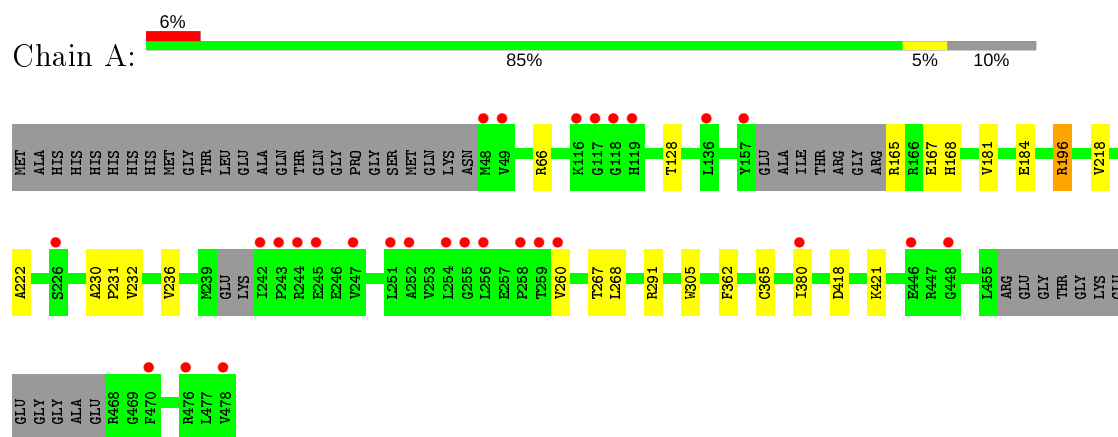 6%
Chain A:
85% 5% 10%
MET ALA HIS HIS HIS HIS HIS HIS MET GLY THR LEU GLU ALA GLN THR GLN GLY PRO GLY SER MET GLN LYS ASN M48 V49 R66 K116 G117 G118 H119 T128 L136 Y157 GLU ALA ILE THR ARG GLY ARG R165 R166 E167 H168 V181 E184 R196 V218
A222 S226 A230 P231 V232 V236 M239 GLU LYS I242 P243 R244 E245 E246 V247 L251 A252 V253 L254 G255 L256 E257 P258 T259 V260 T267 L268 R291 W305 F362 C365 I380 D418 K421 E446 R447 G448 L455 ARG GLU GLY THR GLY LYS GLU
GLU GLY GLY ALA GLU R468 G469 F470 R476 L477 V478